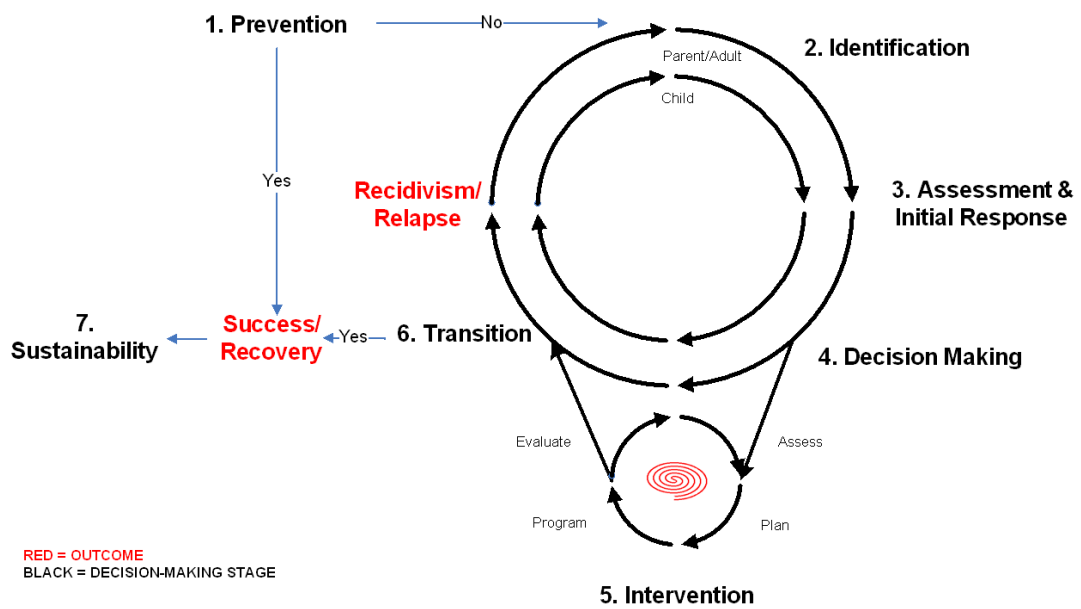 1. Prevention
No
2. Identification
Parent/Adult
Child
Yes
Recidivism/
Relapse
3. Assessment &
Initial Response
7.
Sustainability
Success/
Recovery
Yes
6. Transition
4. Decision Making
Evaluate
Assess
Program
Plan
RED = OUTCOME
BLACK = DECISION-MAKING STAGE
5. Intervention